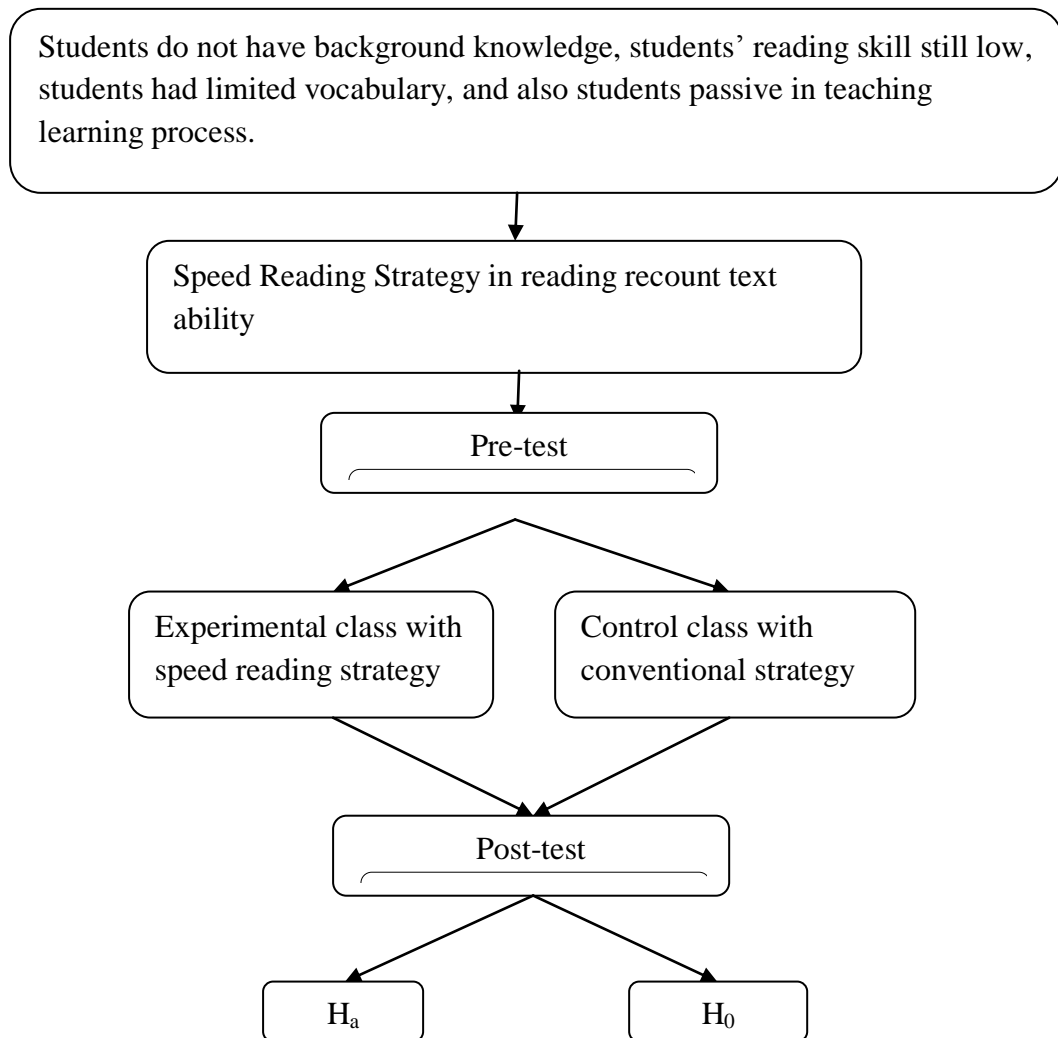 Students do not have background knowledge, students’ reading skill still low,
students had limited vocabulary, and also students passive in teaching
learning process.
Speed Reading Strategy in reading recount text
ability
Pre-test
Experimental class with
speed reading strategy
Control class with
conventional strategy
Post-test
Hₐ
H₀